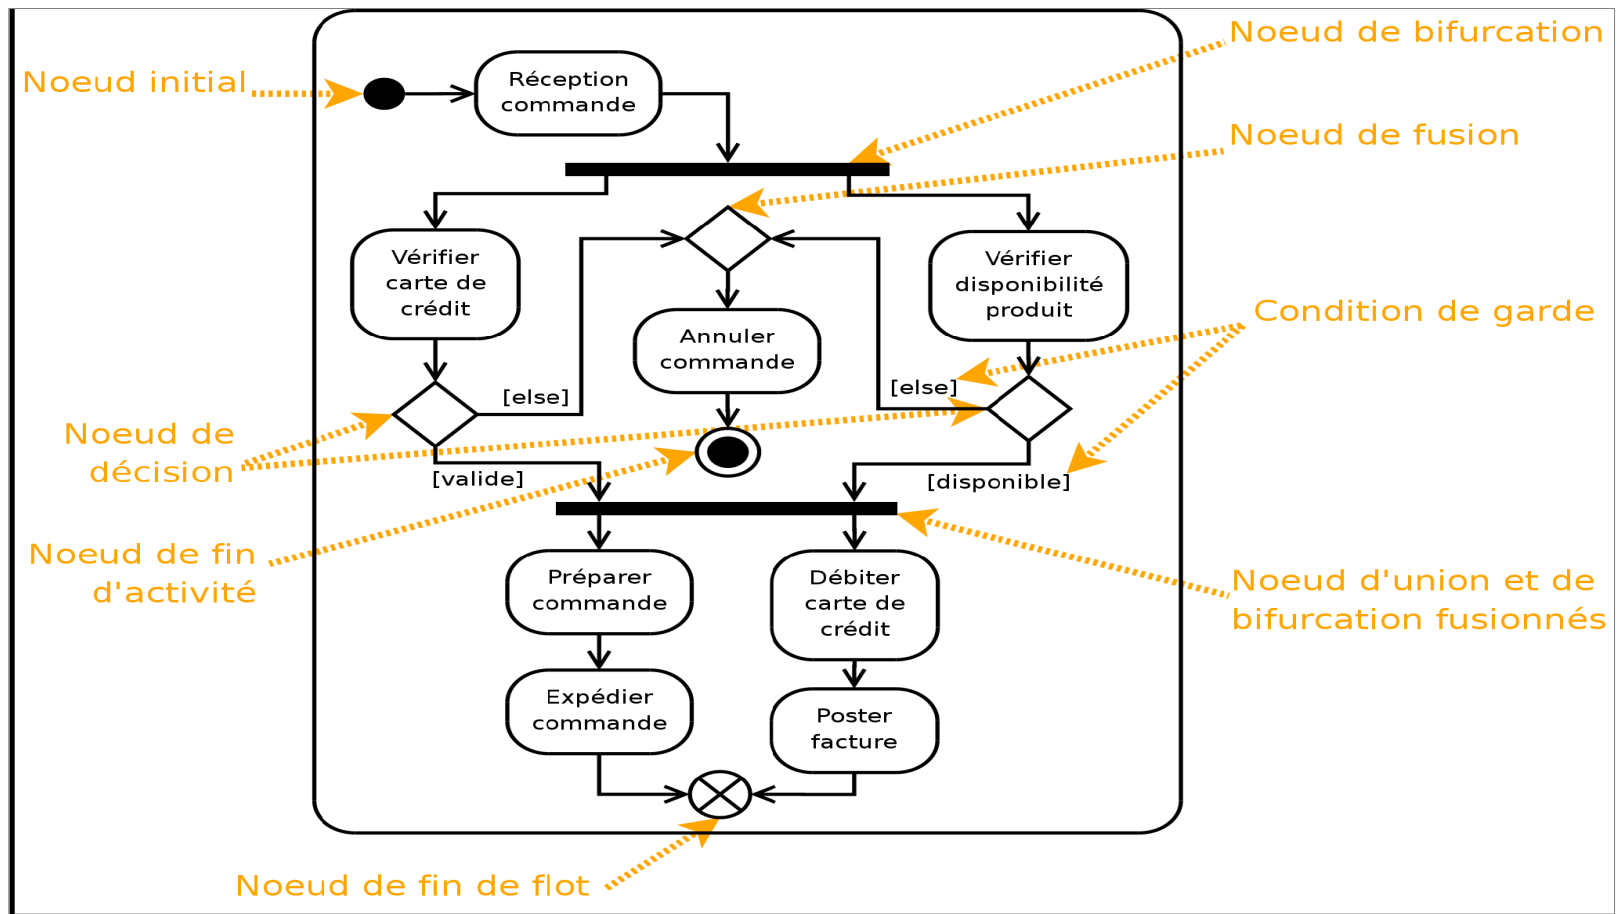 Noeud de bifurcation
Noeud initial
Réception
commande
Noeud de fusion
Vérifier
carte de
crédit
Vérifier
disponibilité
produit
Condition de garde
Annuler
commande
[else]
[else]
Noeud de
décision
[valide]
[disponible]
Noeud de fin
d'activité
Noeud d'union et de
bifurcation fusionnés
Préparer
commande
Débiter
carte de
crédit
Expédier
commande
Poster
facture
Noeud de fin de flot